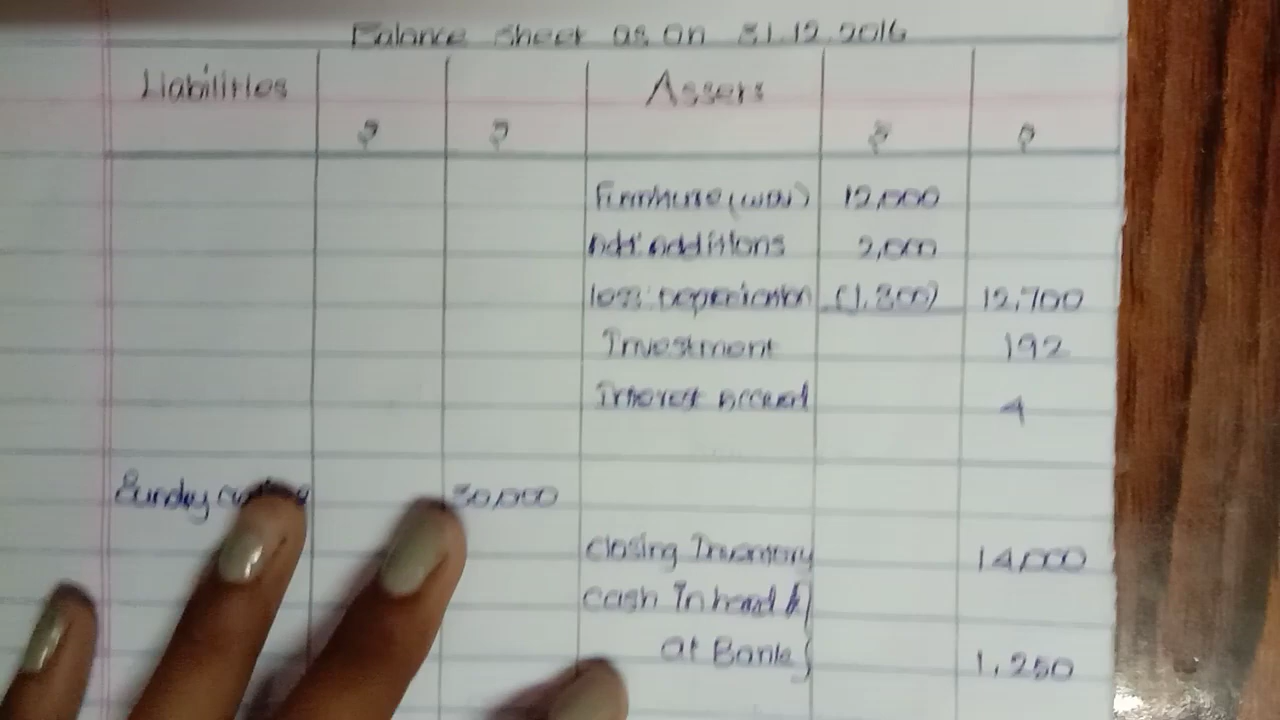 Balance Sheet as on 31.12.2016
Liabilities ₹ ₹ Assets ₹ ₹
Furniture (WDV) 12,000
Add: Additions 2,000
Less: Depreciation (1,300) 12,700
Investment 192
Interest Accrued 4
Sundry 30,000
Closing Inventory 14,000
Cash In hand &
at Bank 1,250